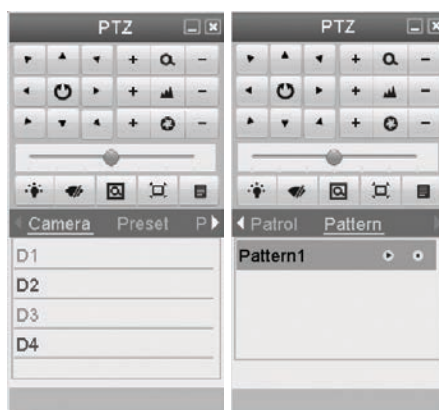 PTZ
Camera Preset P
D1
D2
D3
D4
PTZ
Patrol Pattern
Pattern1